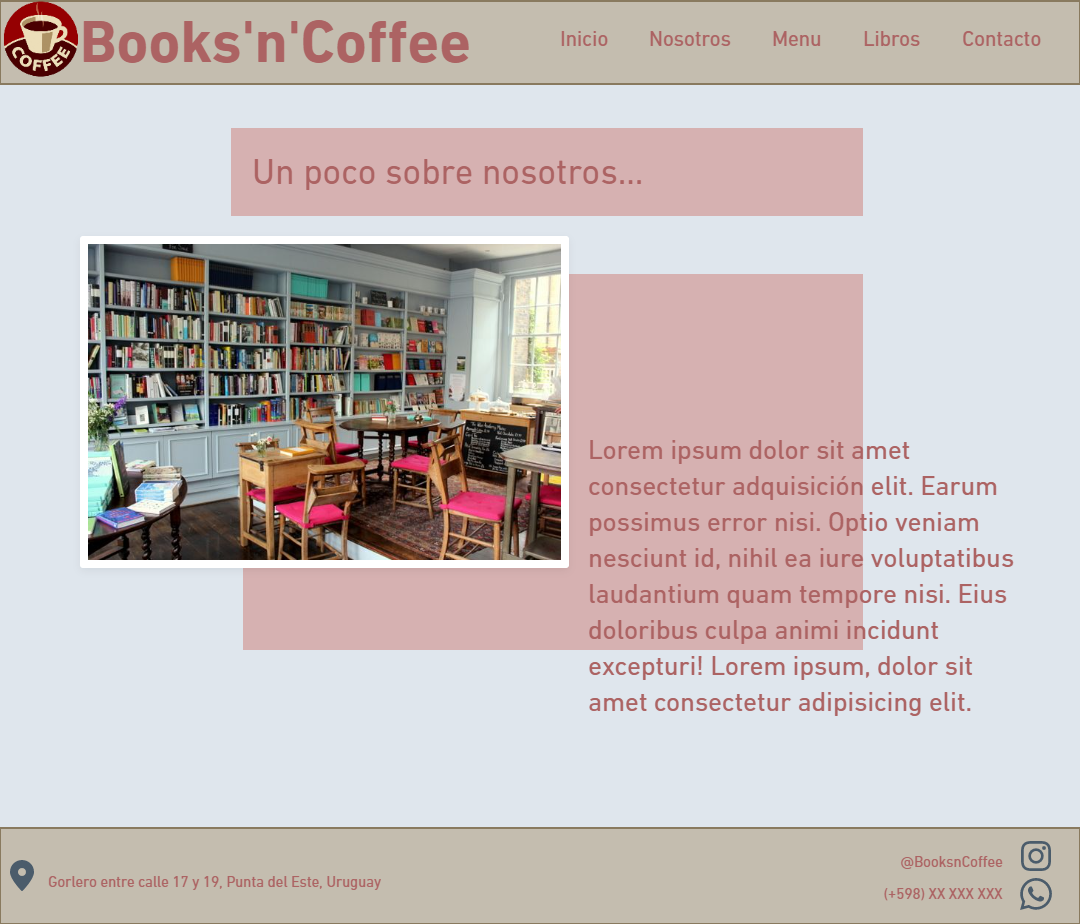 COFFEE
Books'n'Coffee
Inicio
Nosotros
Menu
Libros
Contacto
Un poco sobre nosotros...
Lorem ipsum dolor sit amet
consectetur adquisición elit. Earum
possimus error nisi. Optio veniam
nesciunt id, nihil ea iure voluptatibus
laudantium quam tempore nisi. Eius
doloribus culpa animi incidunt
excepturi! Lorem ipsum, dolor sit
amet consectetur adipisicing elit.
Gorlero entre calle 17 y 19, Punta del Este, Uruguay
@BooksnCoffee
(+598) XX XXX XXX